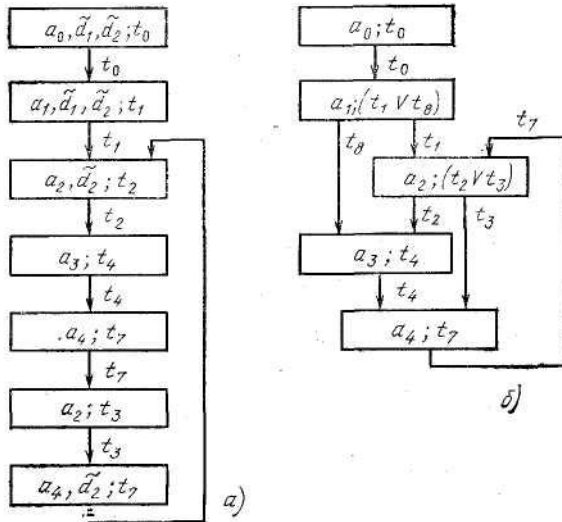 a₀, d̃₁, d̃₂; t₀
t₀
a₁, d̃₁, d̃₂; t₁
t₁
a₂, d̃₂; t₂
t₂
a₃; t₄
t₄
a₄; t₇
t₇
a₂; t₃
t₃
a₄, d̃₂; t₇
а)
a₀; t₀
t₀
a₁; (t₁ ∨ t₈)
t₈
t₁
t₇
a₂; (t₂ ∨ t₃)
t₂
t₃
a₃; t₄
t₄
a₄; t₇
б)